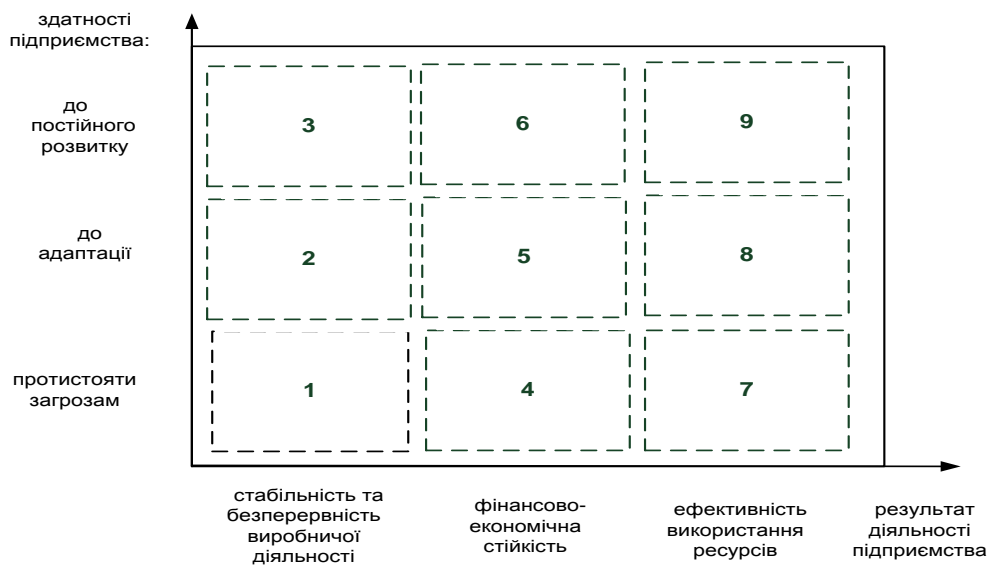 здатності
підприємства:
до
постійного
розвитку
3
6
9
до
адаптації
2
5
8
протистояти
загрозам
1
4
7
стабільність та
безперервність
виробничої
діяльності
фінансово-
економічна
стійкість
ефективність
використання
ресурсів
результат
діяльності
підприємства